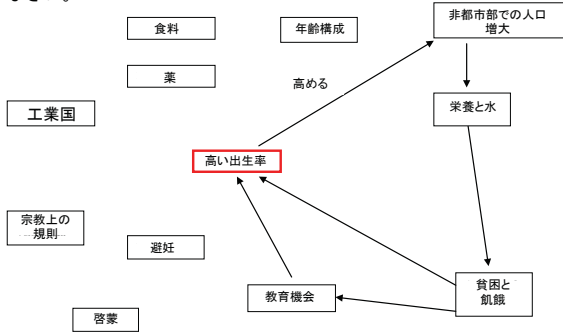 食料
年齢構成
非都市部での人口
増大
薬
高める
栄養と水
工業国
高い出生率
宗教上の
規則
避妊
貧困と
飢餓
教育機会
啓蒙